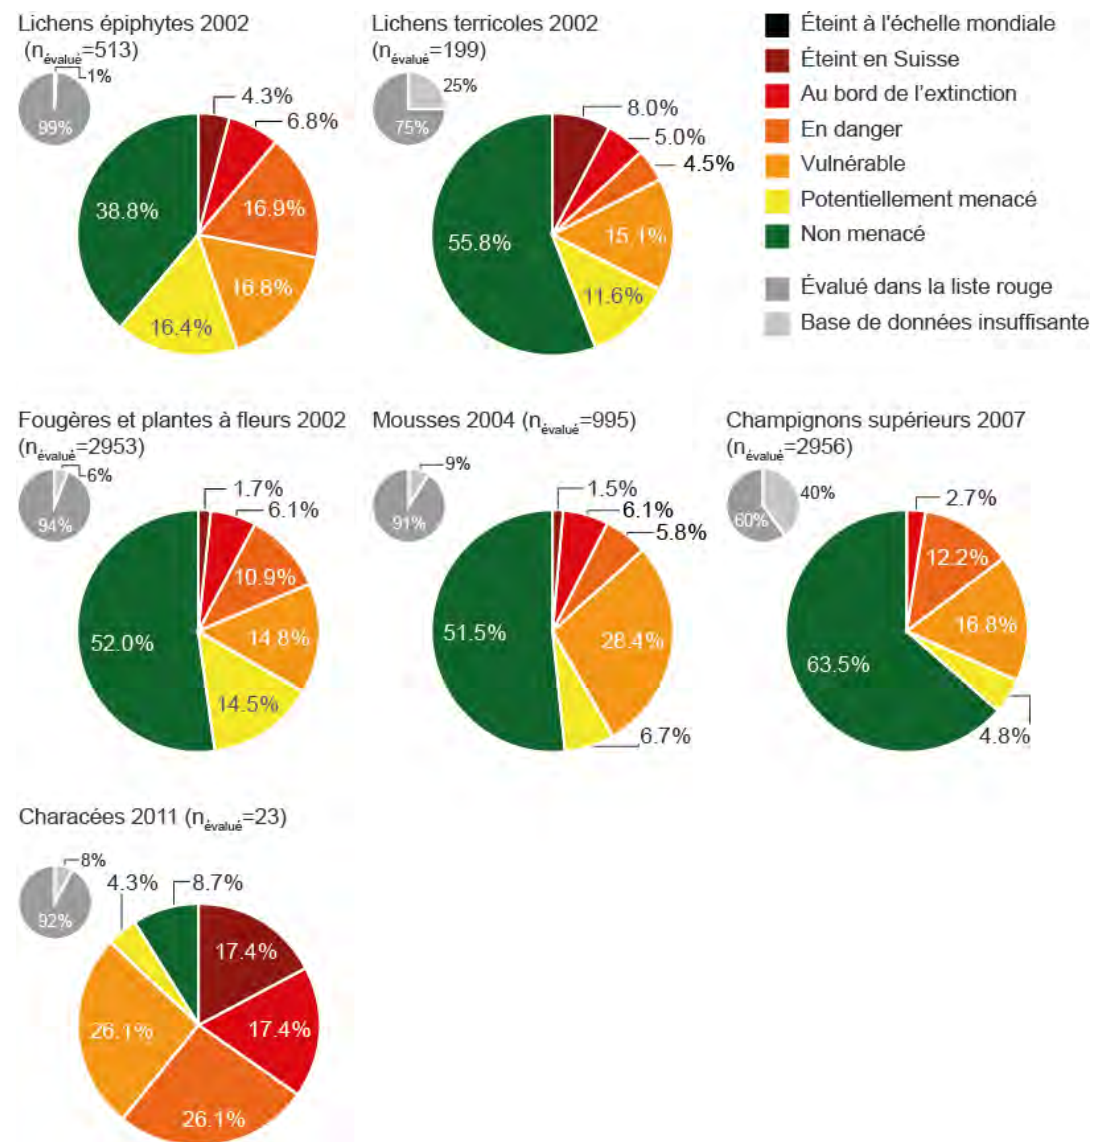 Lichens épiphytes 2002
(n évalué=513)
1%
99%
4.3%
6.8%
16.9%
16.8%
16.4%
38.8%
Lichens terricoles 2002
(n évalué=199)
25%
75%
8.0%
5.0%
4.5%
15.1%
11.6%
55.8%
Éteint à l'échelle mondiale
Éteint en Suisse
Au bord de l'extinction
En danger
Vulnérable
Potentiellement menacé
Non menacé
Évalué dans la liste rouge
Base de données insuffisante
Fougères et plantes à fleurs 2002
(n évalué=2953)
6%
94%
1.7%
6.1%
10.9%
14.8%
14.5%
52.0%
Mousses 2004 (n évalué=995)
9%
91%
1.5%
6.1%
5.8%
28.4%
6.7%
51.5%
Champignons supérieurs 2007
(n évalué=2956)
40%
60%
2.7%
12.2%
16.8%
4.8%
63.5%
Characées 2011 (n évalué=23)
8%
92%
4.3%
8.7%
17.4%
17.4%
26.1%
26.1%